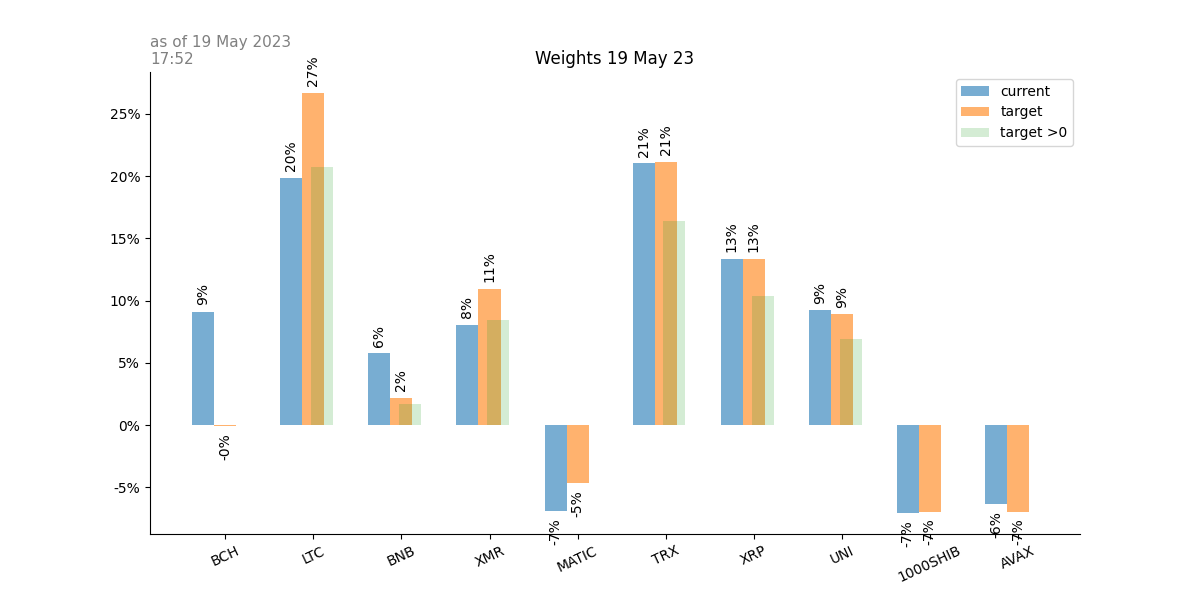 as of 19 May 2023
17:52
Weights 19 May 23
current
target
target >0
25%
20%
15%
10%
5%
0%
-5%
9%
-0%
20%
27%
6%
2%
8%
11%
-7%
-5%
21%
21%
13%
13%
9%
9%
-7%
-7%
-6%
-7%
BCH
LTC
BNB
XMR
MATIC
TRX
XRP
UNI
1000SHIB
AVAX